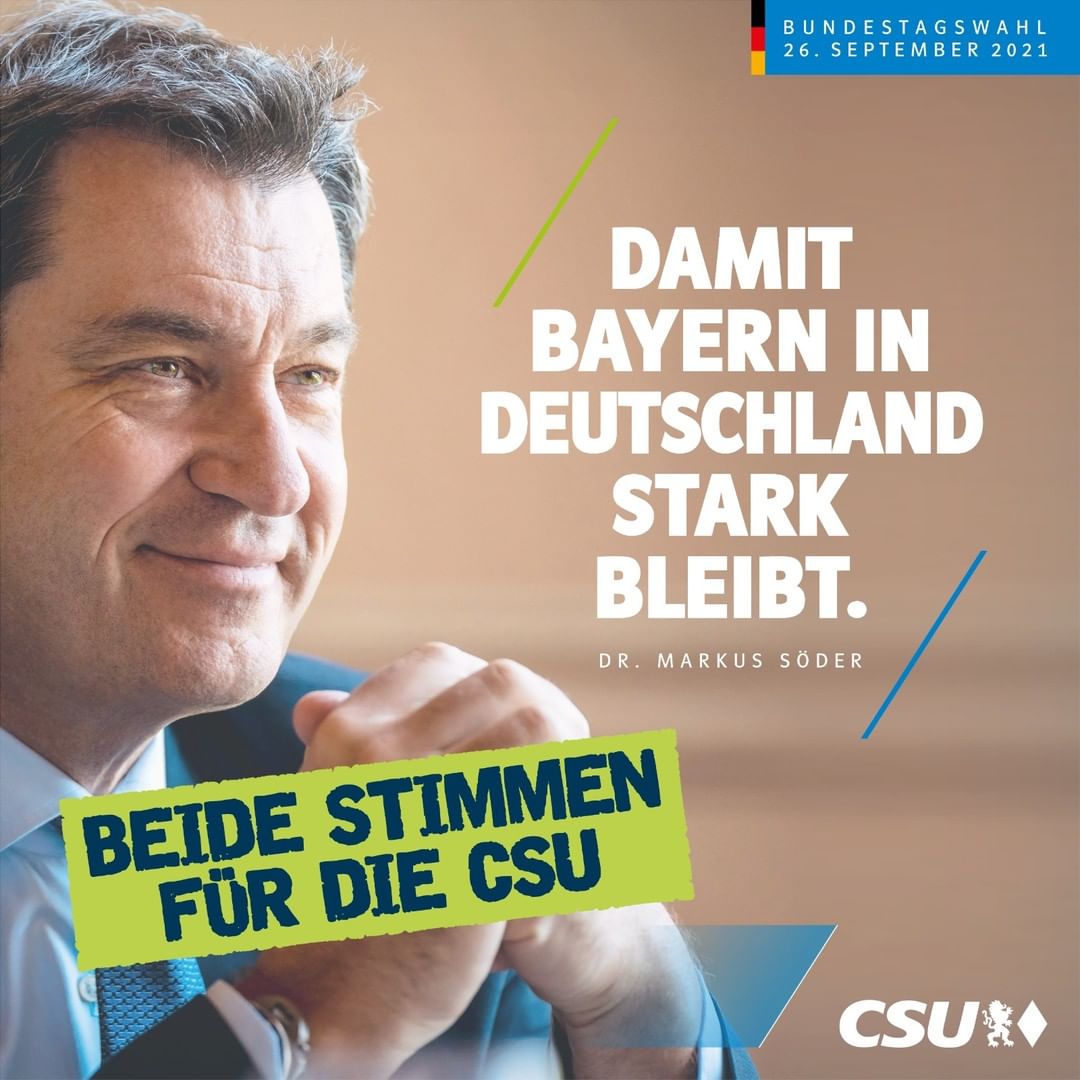 BUNDESTAGSWAHL
26. SEPTEMBER 2021
DAMIT
BAYERN IN
DEUTSCHLAND
STARK
BLEIBT.
DR. MARKUS SÖDER
BEIDE STIMMEN
FÜR DIE CSU
CSU